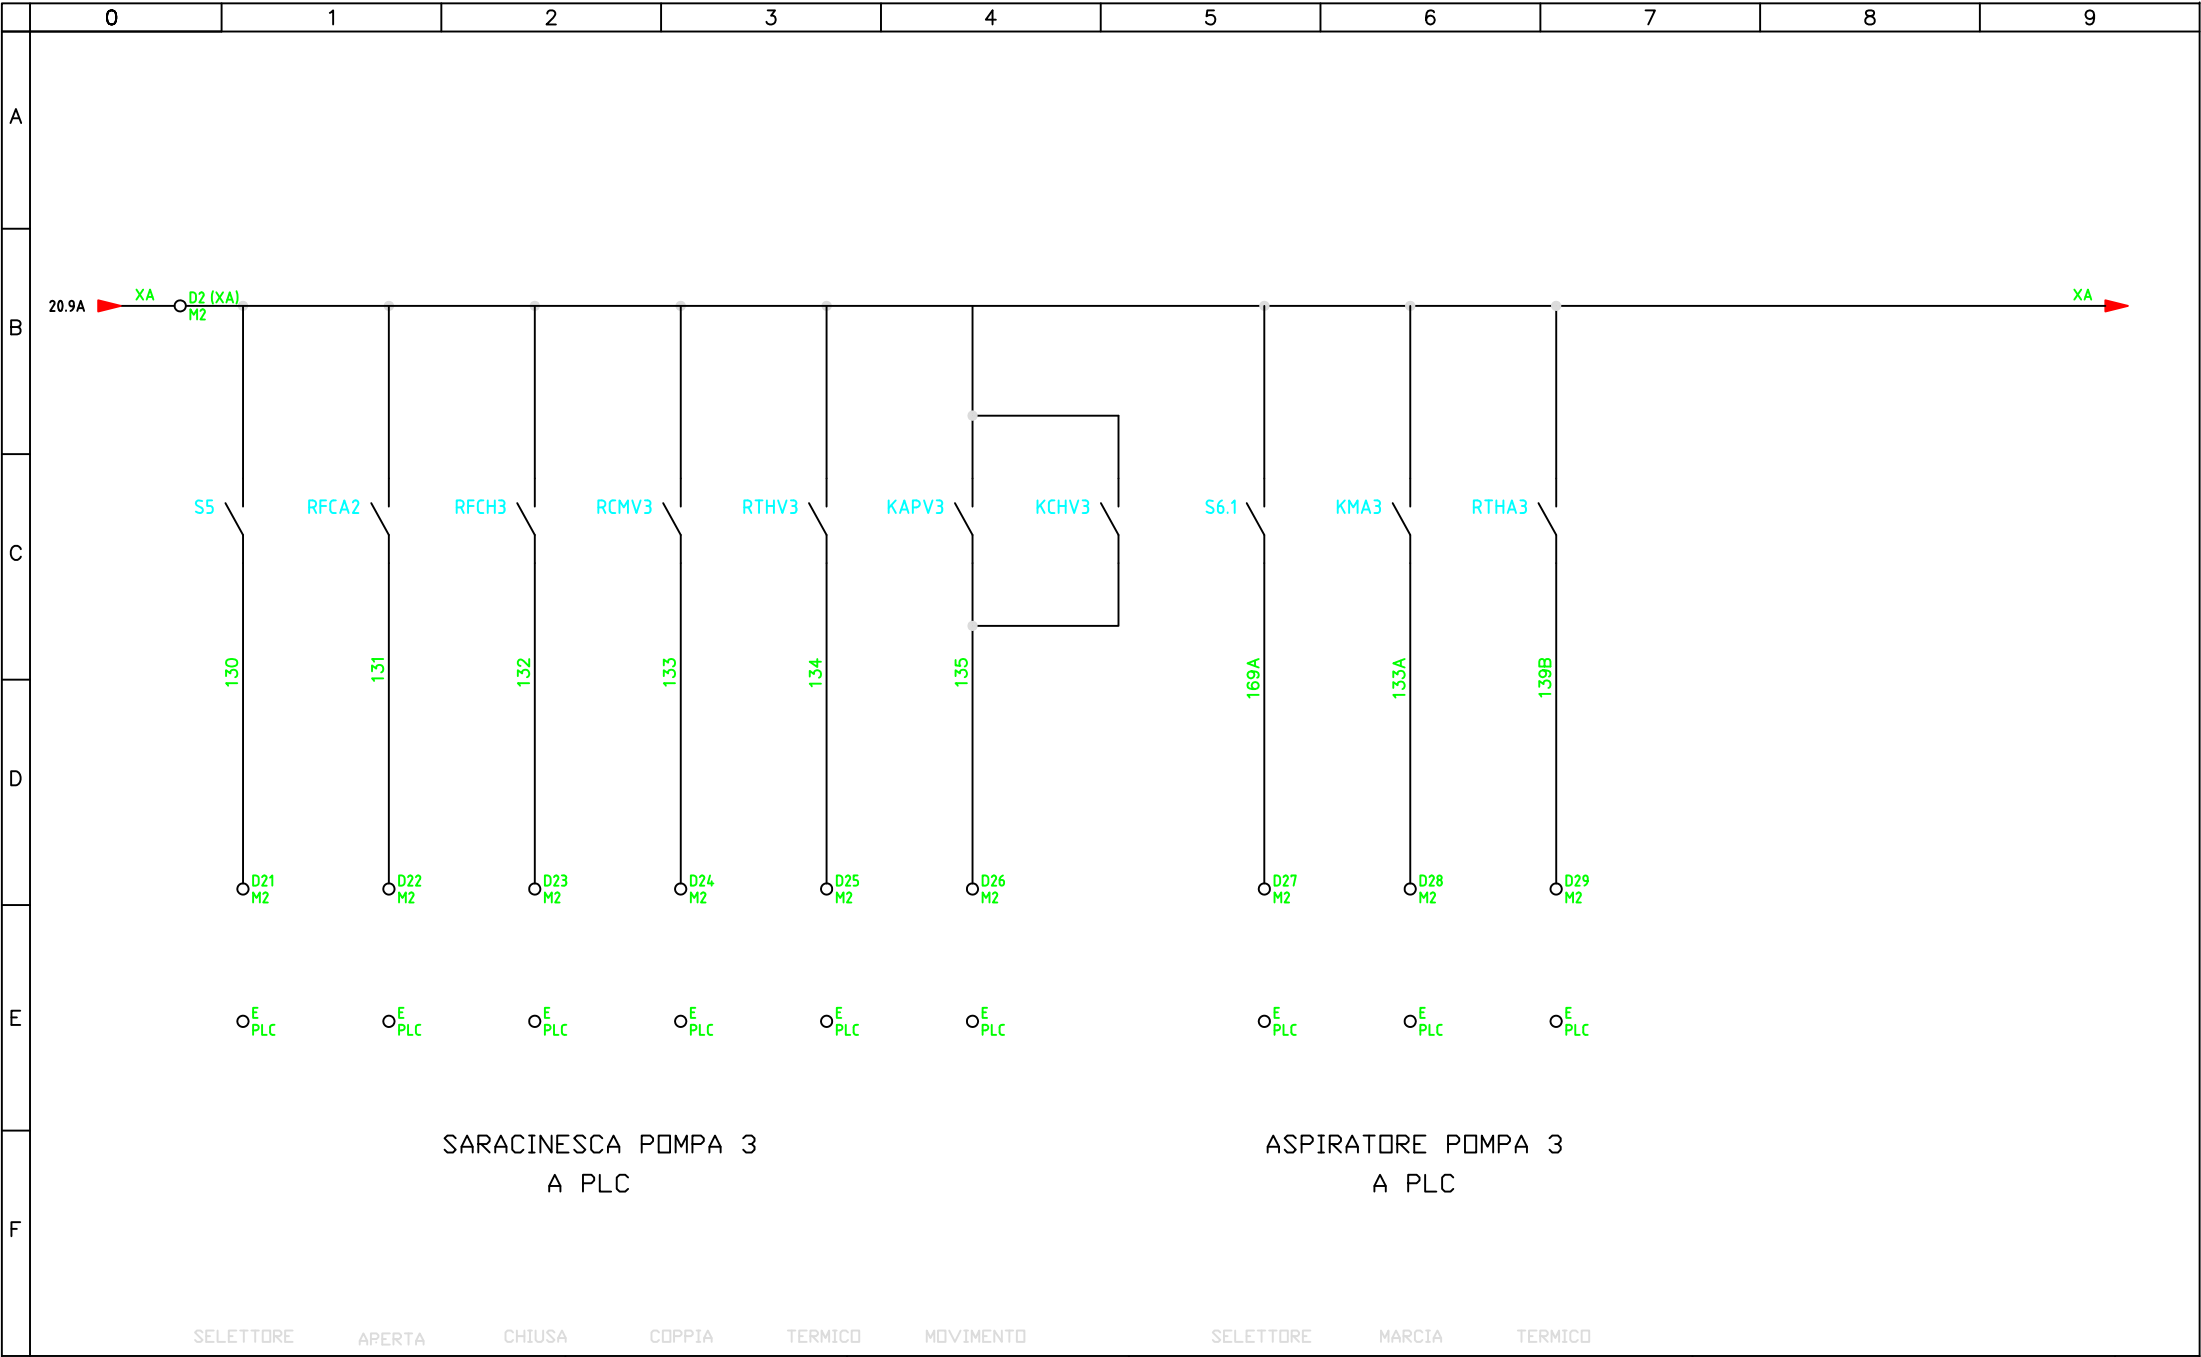 0 1 2 3 4 5 6 7 8 9
A
XA D2 (XA) XA
20.9A M2
B
S5 RFCA2 RFCH3 RCMV3 RTHV3 KAPV3 KCHV3 S6.1 KMA3 RTHA3
C
130 131 132 133 134 135 169A 133A 139B
D
D21 D22 D23 D24 D25 D26 D27 D28 D29
M2 M2 M2 M2 M2 M2 M2 M2 M2
E E E E E E E E E
E
PLC PLC PLC PLC PLC PLC PLC PLC PLC
SARACINESCA POMPA 3 ASPIRATORE POMPA 3
A PLC A PLC
F
SELETTORE APERTA CHIUSA COPPIA TERMICO MOVIMENTO SELETTORE MARCIA TERMICO